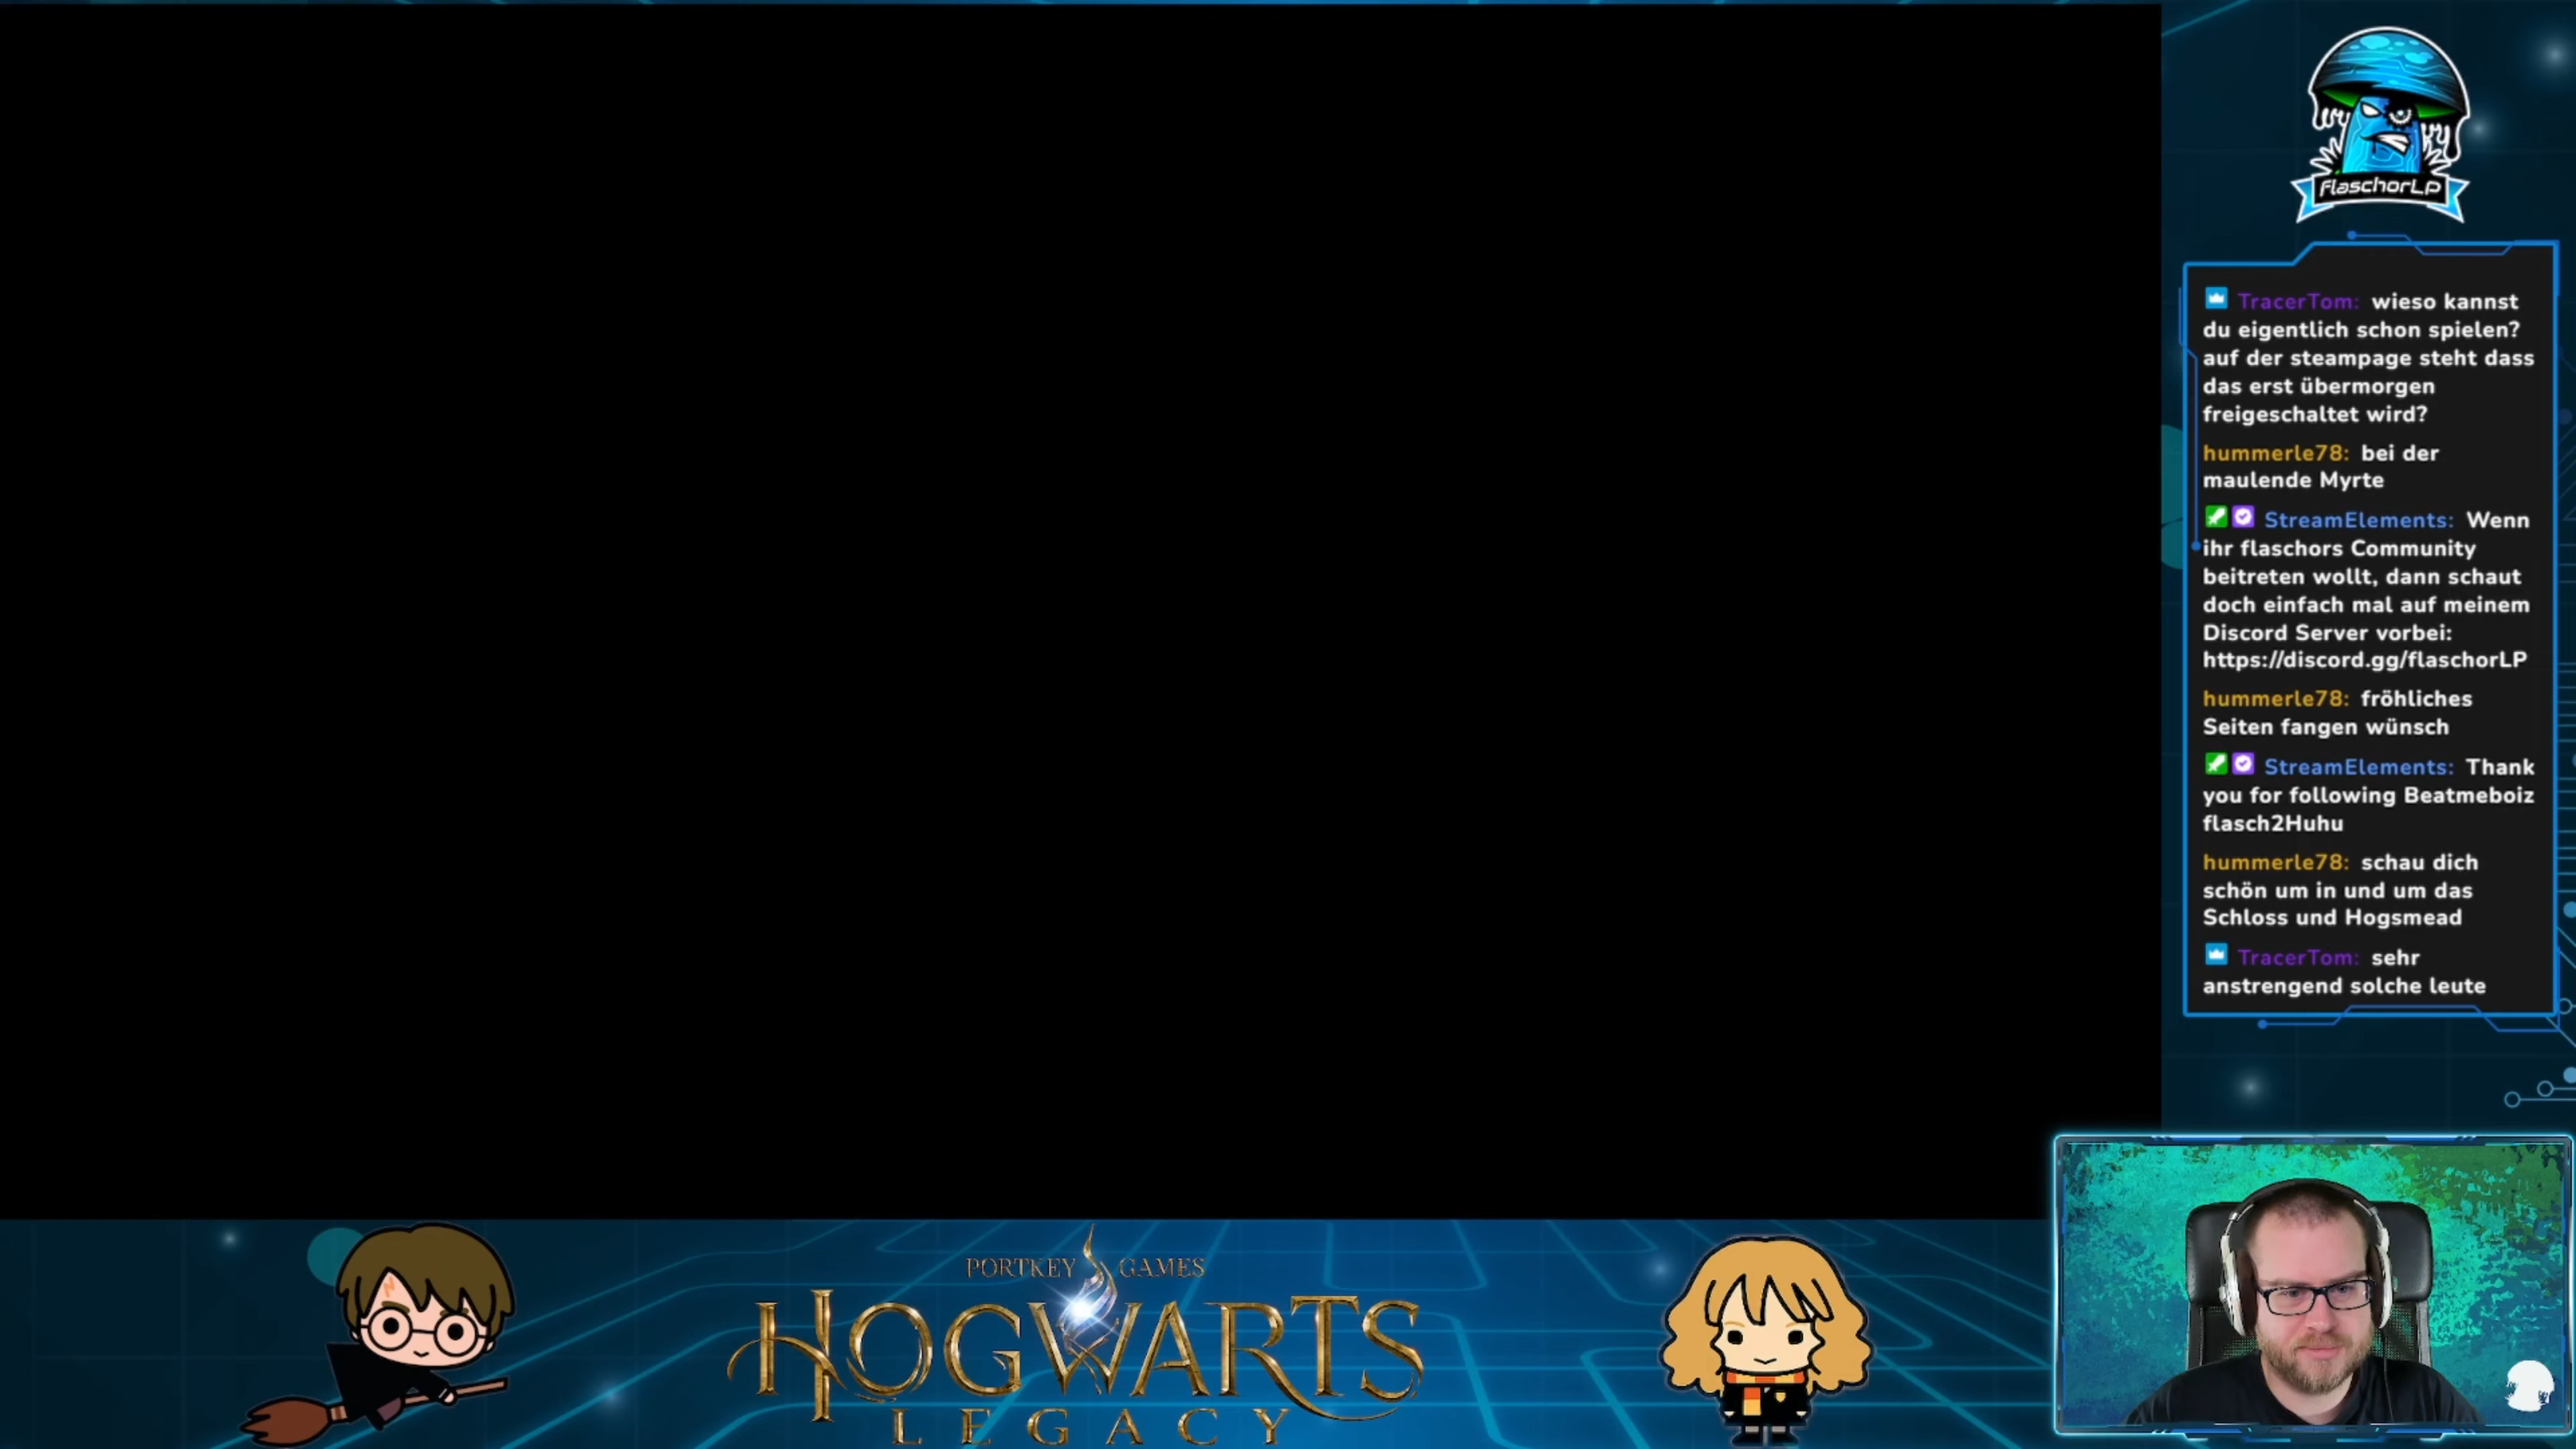 flaschorLp
TracerTom: wieso kannst
du eigentlich schon spielen?
auf der steampage steht dass
das erst übermorgen
freigeschaltet wird?
hummerle78: bei der
maulende Myrte
StreamElements: Wenn
ihr flaschors Community
beitreten wollt, dann schaut
doch einfach mal auf meinem
Discord Server vorbei:
https://discord.gg/flaschorLP
hummerle78: fröhliches
Seiten fangen wünsch
StreamElements: Thank
you for following Beatmeboiz
flasch2Huhu
hummerle78: schau dich
schön um in und um das
Schloss und Hogsmead
TracerTom: sehr
anstrengend solche leute
PORTKEY GAMES
HOGWARTS
LEGACY